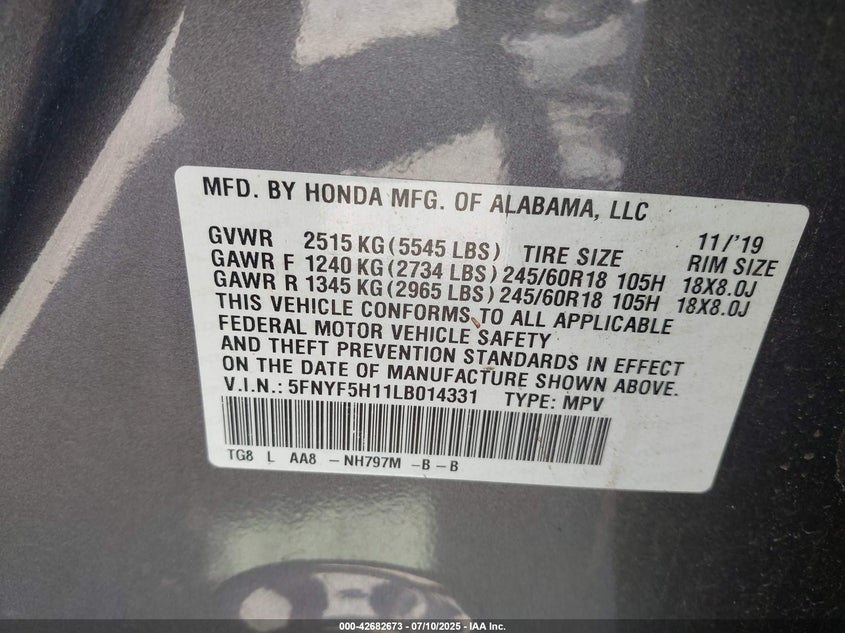 MFD. BY HONDA MFG. OF ALABAMA, LLC 11/'19
GVWR 2515 KG (5545 LBS) TIRE SIZE RIM SIZE
GAWR F 1240 KG (2734 LBS) 245/60R18 105H 18X8.0J
GAWR R 1345 KG (2965 LBS) 245/60R18 105H 18X8.0J
THIS VEHICLE CONFORMS TO ALL APPLICABLE
FEDERAL MOTOR VEHICLE SAFETY
AND THEFT PREVENTION STANDARDS IN EFFECT
ON THE DATE OF MANUFACTURE SHOWN ABOVE.
V.I.N.: 5FNYF5H11LB014331 TYPE: MPV
TG8 L AA8 -NH797M -B-B
000-42682673 - 07/10/2025 - IAA Inc.